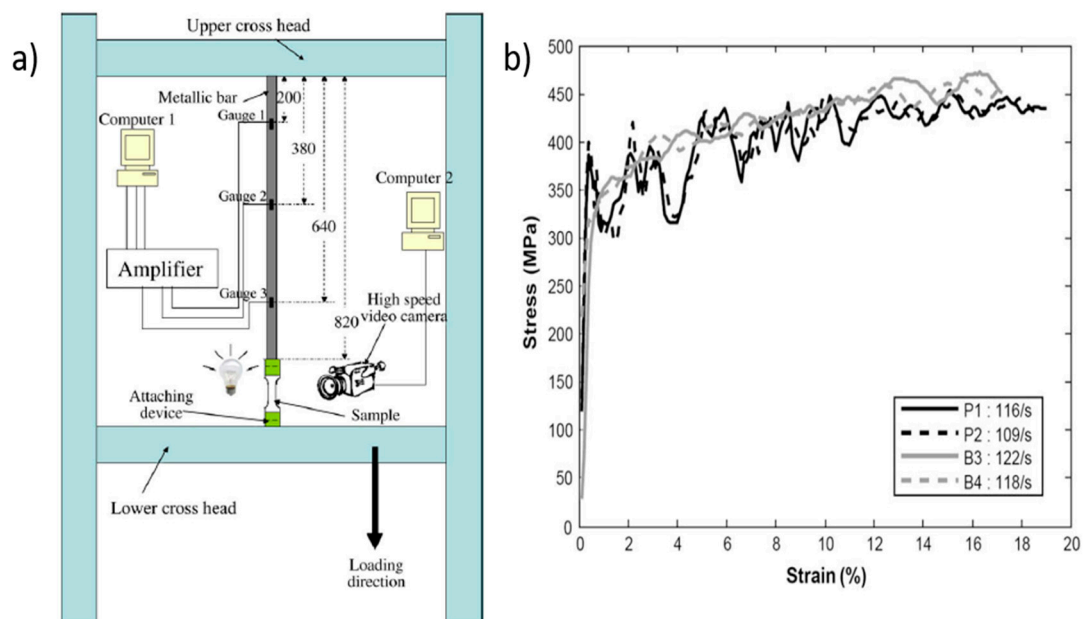 a)
Upper cross head
Metallic bar
200
Gauge 1
Computer 1
380
Computer 2
Gauge 2
640
Amplifier
Gauge 3
High speed
video camera
820
Attaching
device
Sample
Lower cross head
Loading
direction
b)
500
450
400
350
300
250
200
150
100
50
0
Stress (MPa)
0
2
4
6
8
10
12
14
16
18
20
Strain (%)
P1 : 116/s
P2 : 109/s
B3 : 122/s
B4 : 118/s